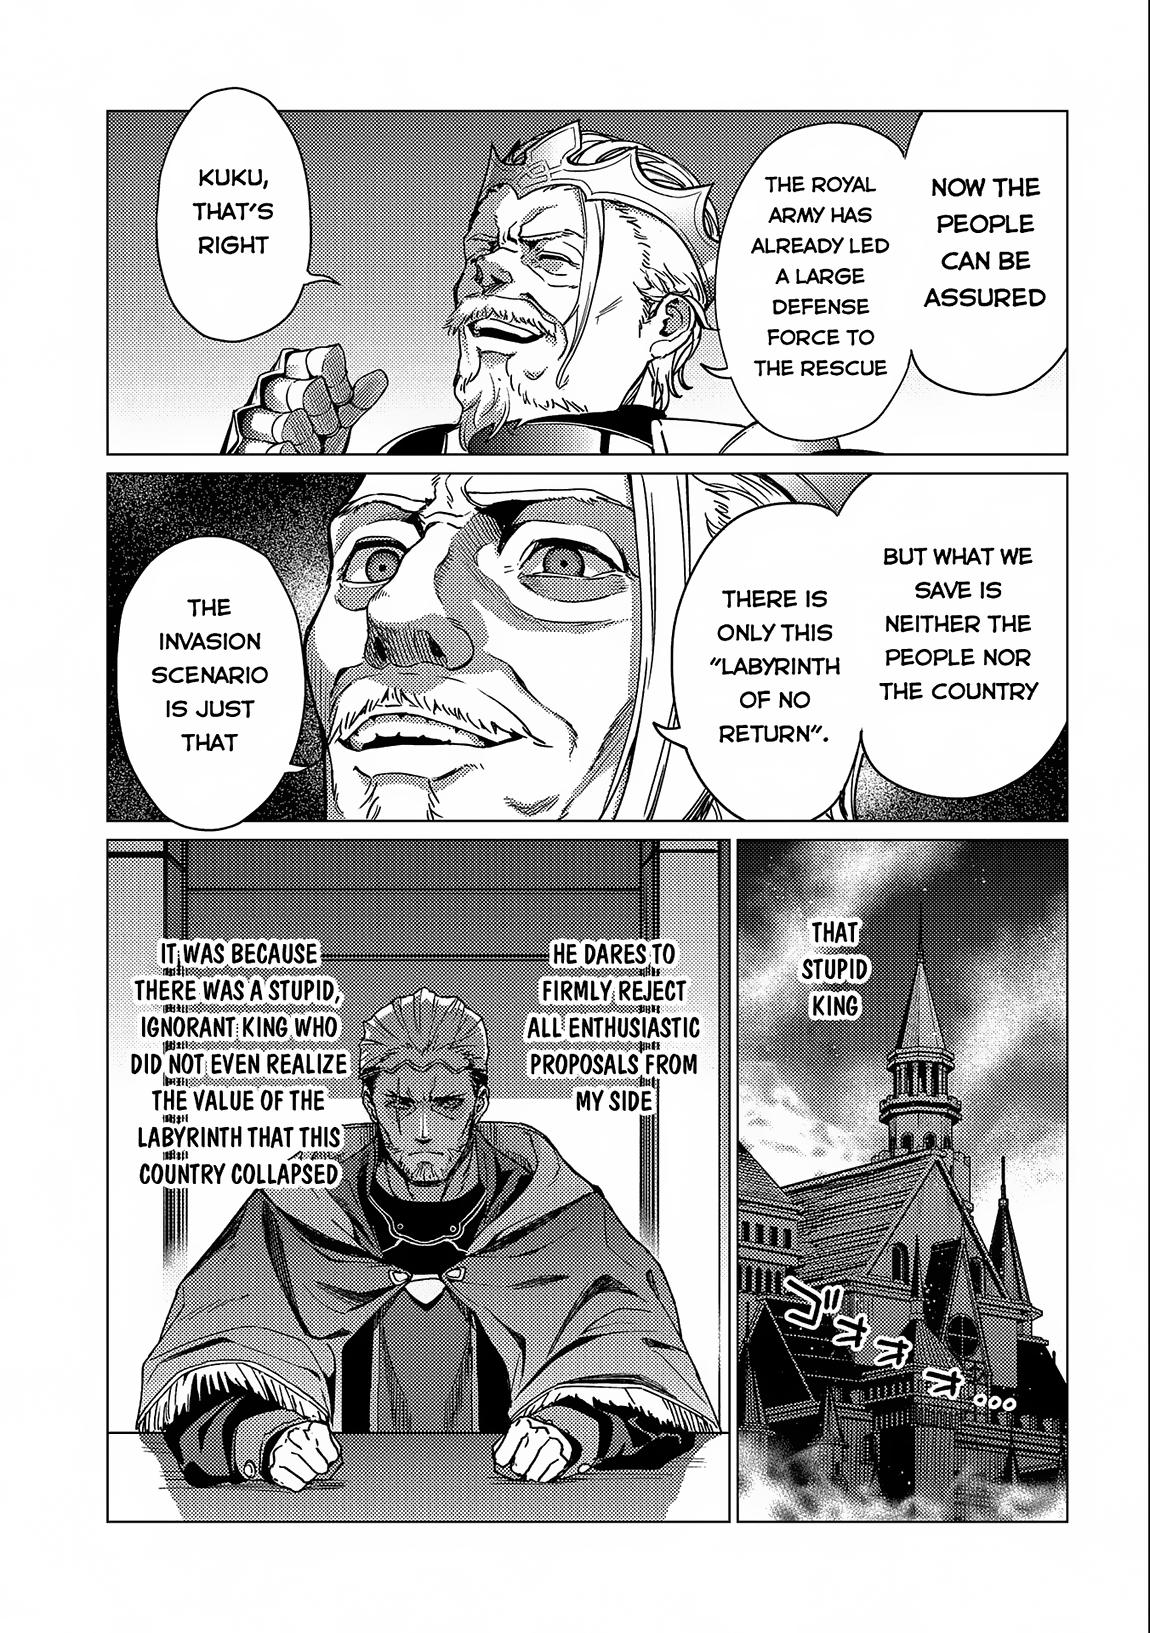 NOW THE
PEOPLE
CAN BE
ASSURED
THE ROYAL
ARMY HAS
ALREADY LED
A LARGE
DEFENSE
FORCE TO
THE RESCUE
KUKU,
THAT'S
RIGHT
BUT WHAT WE
SAVE IS
NEITHER THE
PEOPLE NOR
THE COUNTRY
THERE IS
ONLY THIS
"LABYRINTH
OF NO
RETURN".
THE
INVASION
SCENARIO
IS JUST
THAT
THAT
STUPID
KING
HE DARES TO
FIRMLY REJECT
ALL ENTHUSIASTIC
PROPOSALS FROM
MY SIDE
IT WAS BECAUSE
THERE WAS A STUPID,
IGNORANT KING WHO
DID NOT EVEN REALIZE
THE VALUE OF THE
LABYRINTH THAT THIS
COUNTRY COLLAPSED